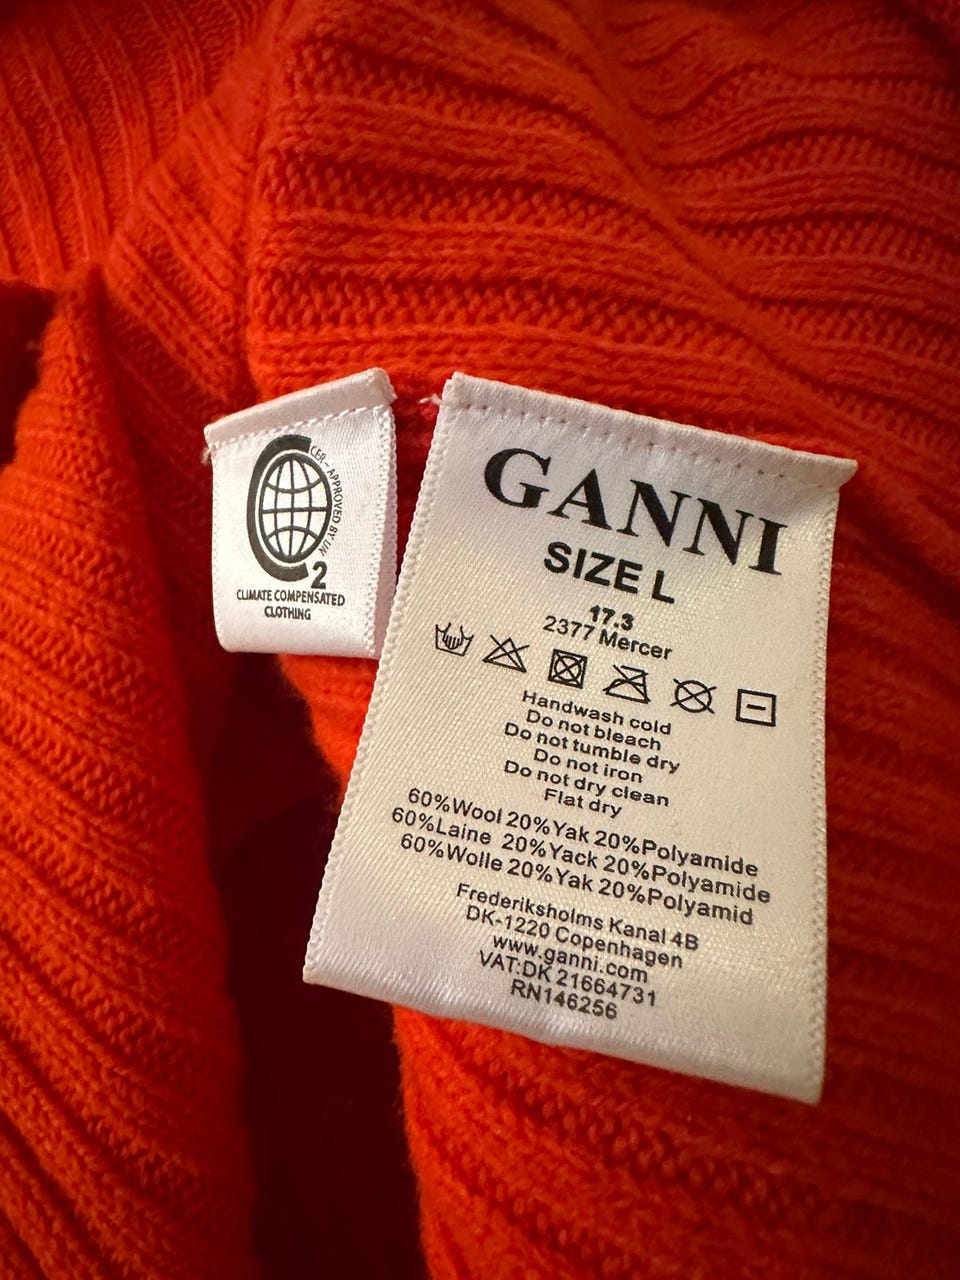 CER – APPROVED BY UN
2
CLIMATE COMPENSATED
CLOTHING
GANNI
SIZE L
17.3
2377 Mercer
Handwash cold
Do not bleach
Do not tumble dry
Do not iron
Do not dry clean
Flat dry
60%Wool 20%Yak 20%Polyamide
60%Laine 20%Yack 20%Polyamide
60%Wolle 20%Yak 20%Polyamid
Frederiksholms Kanal 4B
DK-1220 Copenhagen
www.ganni.com
VAT:DK 21664731
RN146256